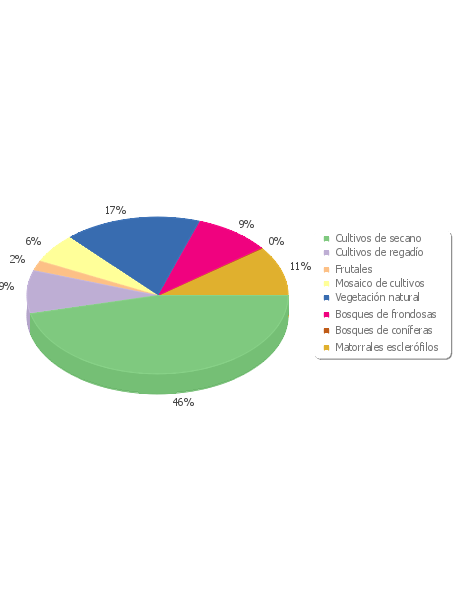 17%
9%
6%
0%
2%
11%
9%
46%
Cultivos de secano
Cultivos de regadío
Frutales
Mosaico de cultivos
Vegetación natural
Bosques de frondosas
Bosques de coníferas
Matorrales esclerófilos